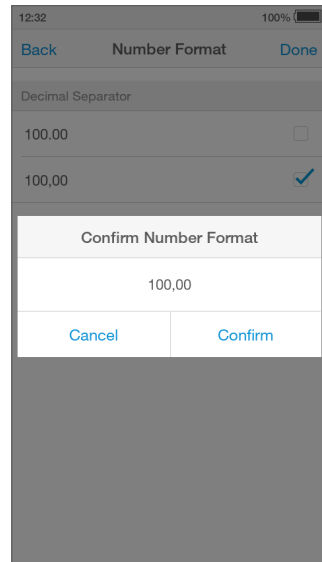 12:32 100%
Back Number Format Done
Decimal Separator
100.00
100,00
Confirm Number Format
100,00
Cancel Confirm